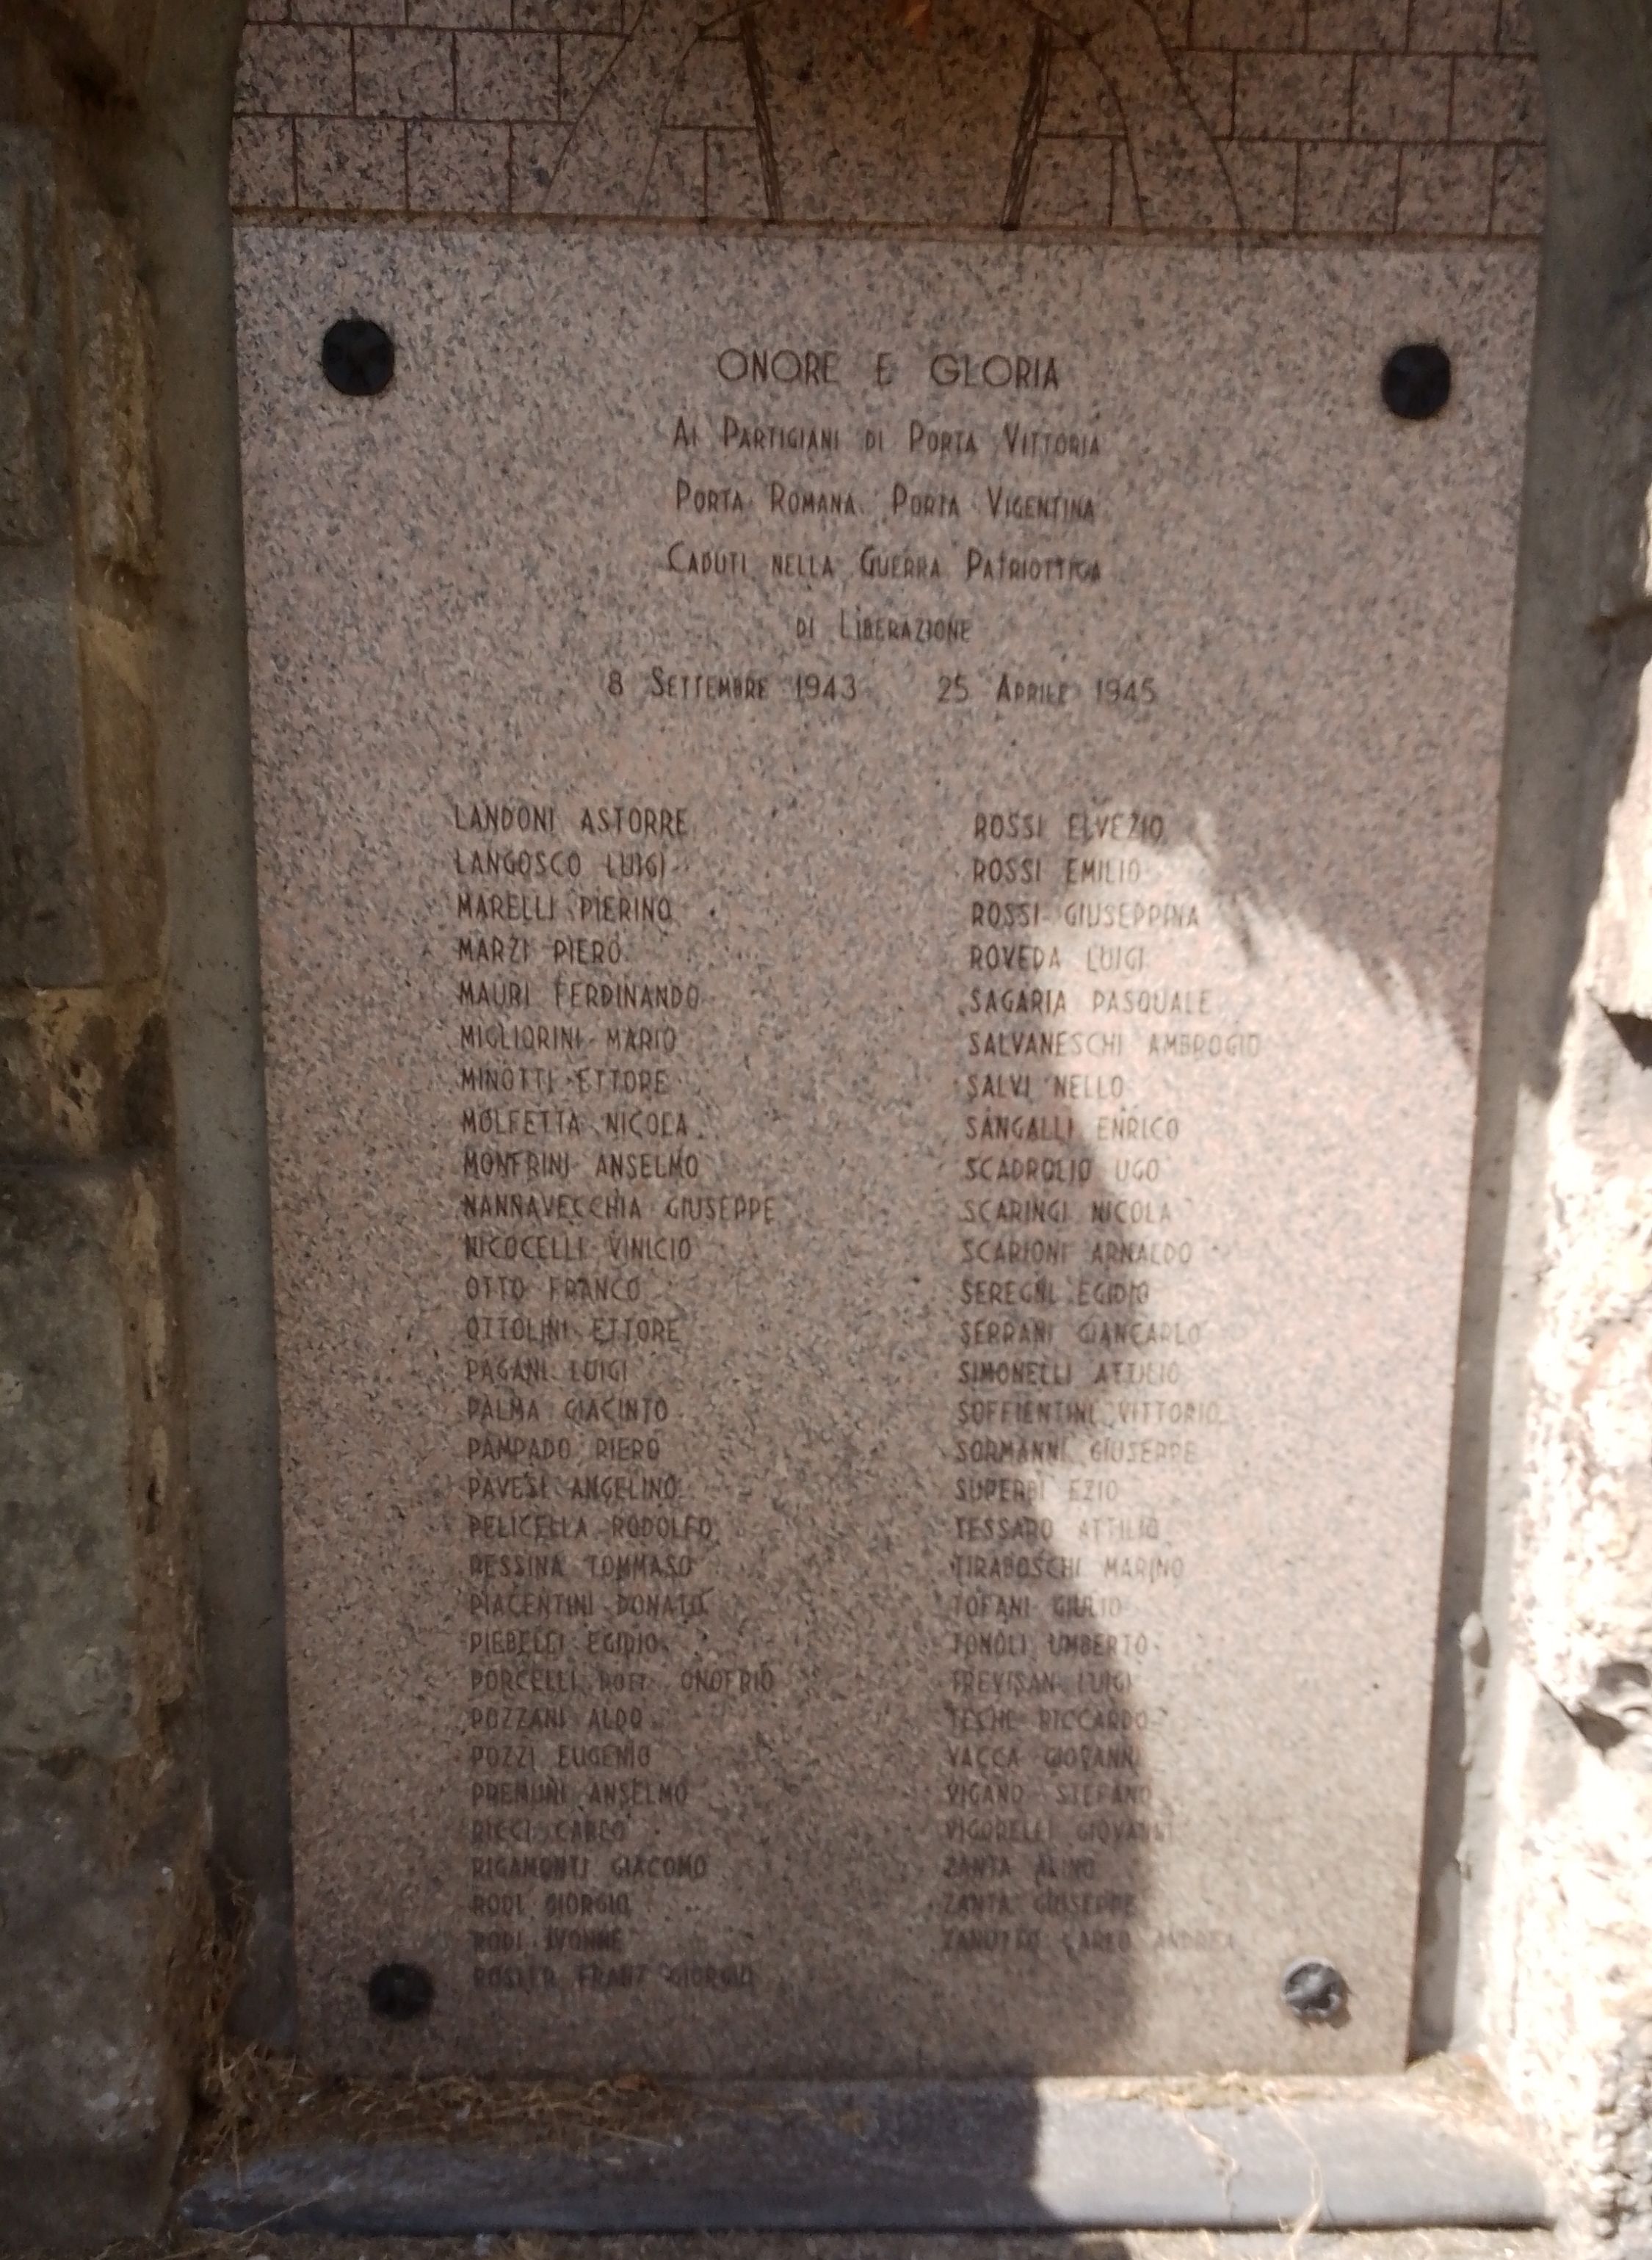 ONORE E GLORIA
AI PARTIGIANI DI PORTA VITTORIA
PORTA ROMANA PORTA VIGENTINA
CADUTI NELLA GUERRA PATRIOTTICA
DI LIBERAZIONE
8 SETTEMBRE 1943 25 APRILE 1945
LANDONI ASTORRE
LANGOSCO LUIGI
MARELLI PIERINO
MARZI PIERO
MAURI FERDINANDO
MIGLIORINI MARIO
MINOTTI ETTORE
MOLFETTA NICOLA
MONFRINI ANSELMO
NANNAVECCHIA GIUSEPPE
NICOCELLI VINICIO
OTTO FRANCO
OTTOLINI ETTORE
PAGANI LUIGI
PALMA GIACINTO
PAMPADO PIERO
PAVESI ANGELINO
PELICELLA RODOLFO
PESSINA TOMMASO
PIACENTINI DONATO
EGIDIO
PORCELLI DOTT. ONOFRIO
POZZANI ALDO
POZZI EUGENIO
ANSELMO
RICCI CARLO
RIGAMONTI GIACOMO
RODI GIORGIO
RODI IVONNE
FRANZ GIORGIO
ROSSI ELVEZIO
ROSSI EMILIO
ROSSI GIUSEPPINA
ROVEDA LUIGI
SAGARIA PASQUALE
SALVANESCHI AMBROGIO
SALVI NELLO
SANGALLI ENRICO
SCADROLIO UGO
SCARINGI NICOLA
SCARIONI ARNALDO
SEREGNI EGIDIO
SERRANI GIANCARLO
SIMONELLI ATTILIO
SOFFIENTINI VITTORIO
SORMANNI GIUSEPPE
SUPERBI EZIO
TESSARO ATTILIO
TIRABOSCHI MARINO
TOFANI GIULIO
TONOLI UMBERTO
TREVISAN LUIGI
RICCARDO
VACCA GIOVANNI
VIGANO STEFANO
VIGORELLI GIOVANNI
ZANTA ALINO
ZANTA GIUSEPPE
CARLO ANDREA